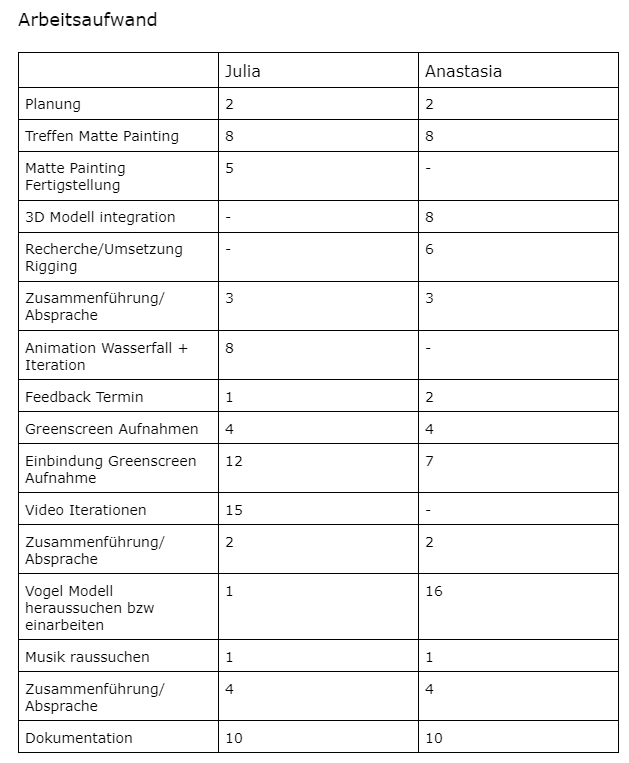 Arbeitsaufwand
Julia Anastasia
Planung 2 2
Treffen Matte Painting 8 8
Matte Painting 5 -
Fertigstellung
3D Modell integration - 8
Recherche/Umsetzung - 6
Rigging
Zusammenführung/ 3 3
Absprache
Animation Wasserfall + 8 -
Iteration
Feedback Termin 1 2
Greenscreen Aufnahmen 4 4
Einbindung Greenscreen 12 7
Aufnahme
Video Iterationen 15 -
Zusammenführung/ 2 2
Absprache
Vogel Modell 1 16
heraussuchen bzw
einarbeiten
Musik raussuchen 1 1
Zusammenführung/ 4 4
Absprache
Dokumentation 10 10